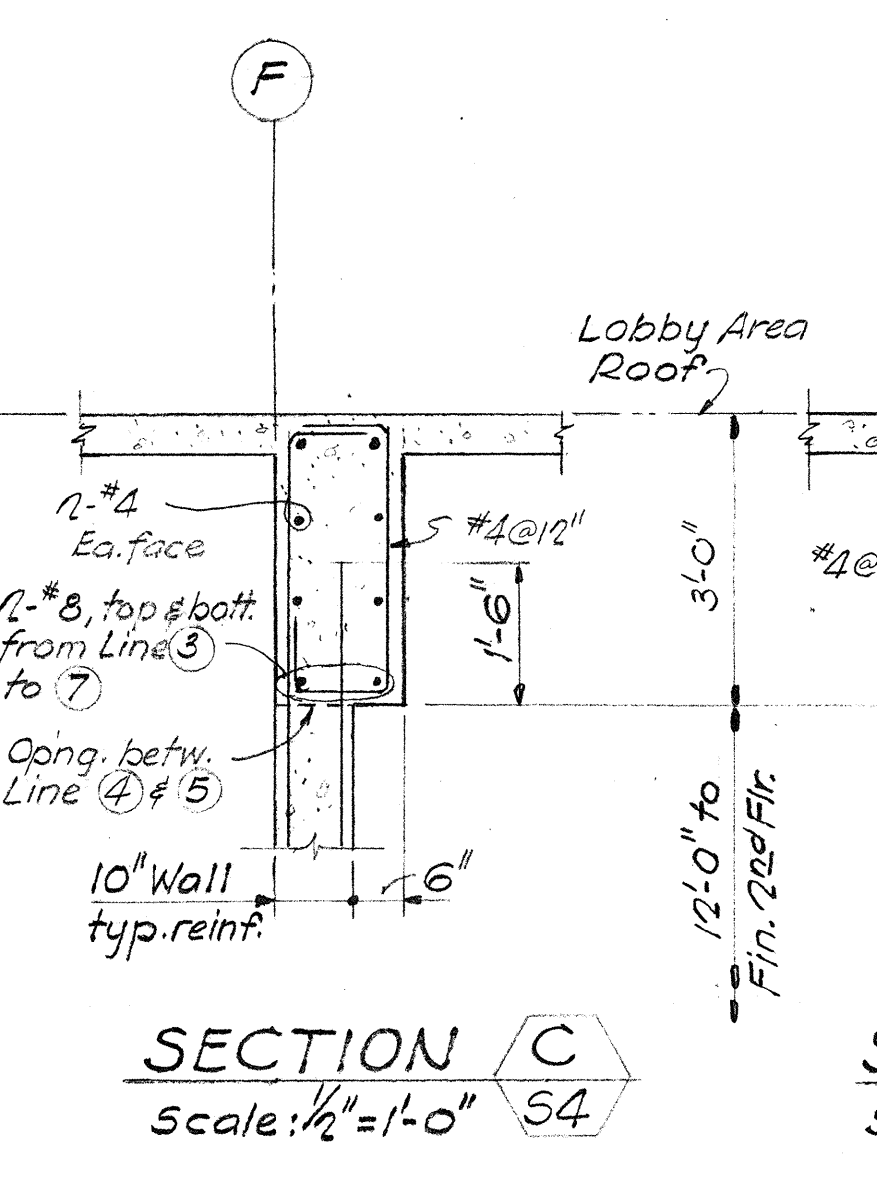 F
Lobby Area
Roof
2-#4
Ea. face
#4@12"
#4@
2-#8, top & bott.
from Line 3
to 7
1'-6"
3'-0"
Op'ng. betw.
Line 4 & 5
10" Wall
typ. reinf.
6"
12'-0" to
Fin. 2nd Flr.
SECTION C
Scale: 1/2" = 1'-0" S4